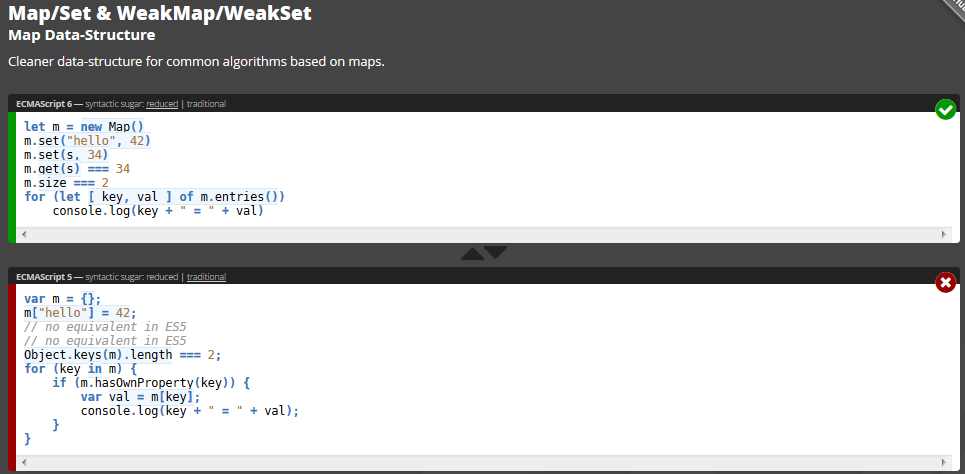 Map/Set & WeakMap/WeakSet
Map Data-Structure
Cleaner data-structure for common algorithms based on maps.
ECMAScript 6 — syntactic sugar: reduced | traditional
let m = new Map()
m.set("hello", 42)
m.set(s, 34)
m.get(s) === 34
m.size === 2
for (let [ key, val ] of m.entries())
    console.log(key + " = " + val)
ECMAScript 5 — syntactic sugar: reduced | traditional
var m = {};
m["hello"] = 42;
// no equivalent in ES5
// no equivalent in ES5
Object.keys(m).length === 2;
for (key in m) {
    if (m.hasOwnProperty(key)) {
        var val = m[key];
        console.log(key + " = " + val);
    }
}